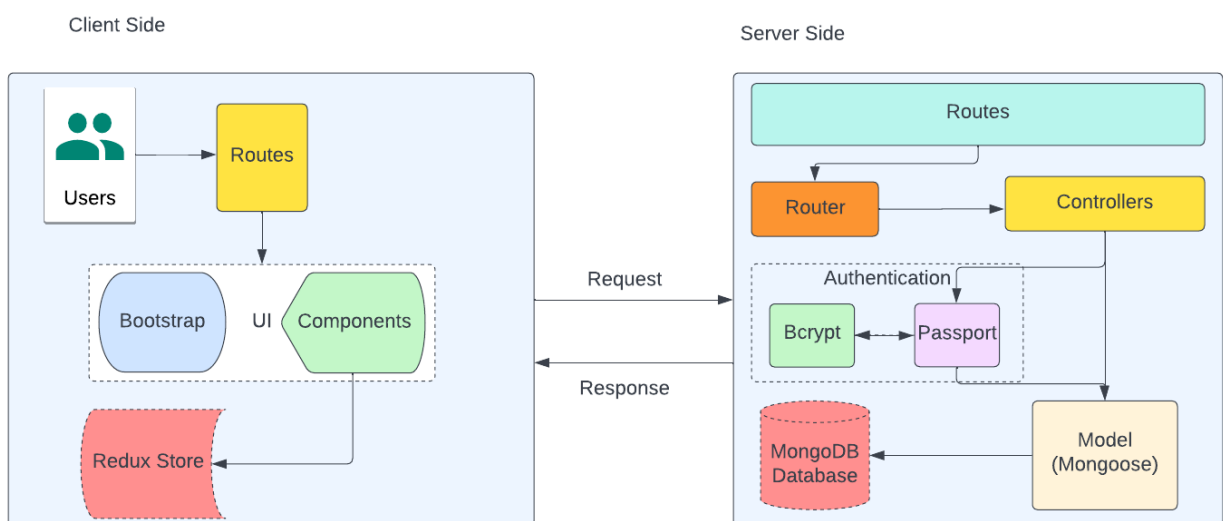 Client Side
Server Side
Users
Routes
Bootstrap
UI
Components
Redux Store
Request
Response
Routes
Router
Controllers
Authentication
Bcrypt
Passport
MongoDB
Database
Model
(Mongoose)